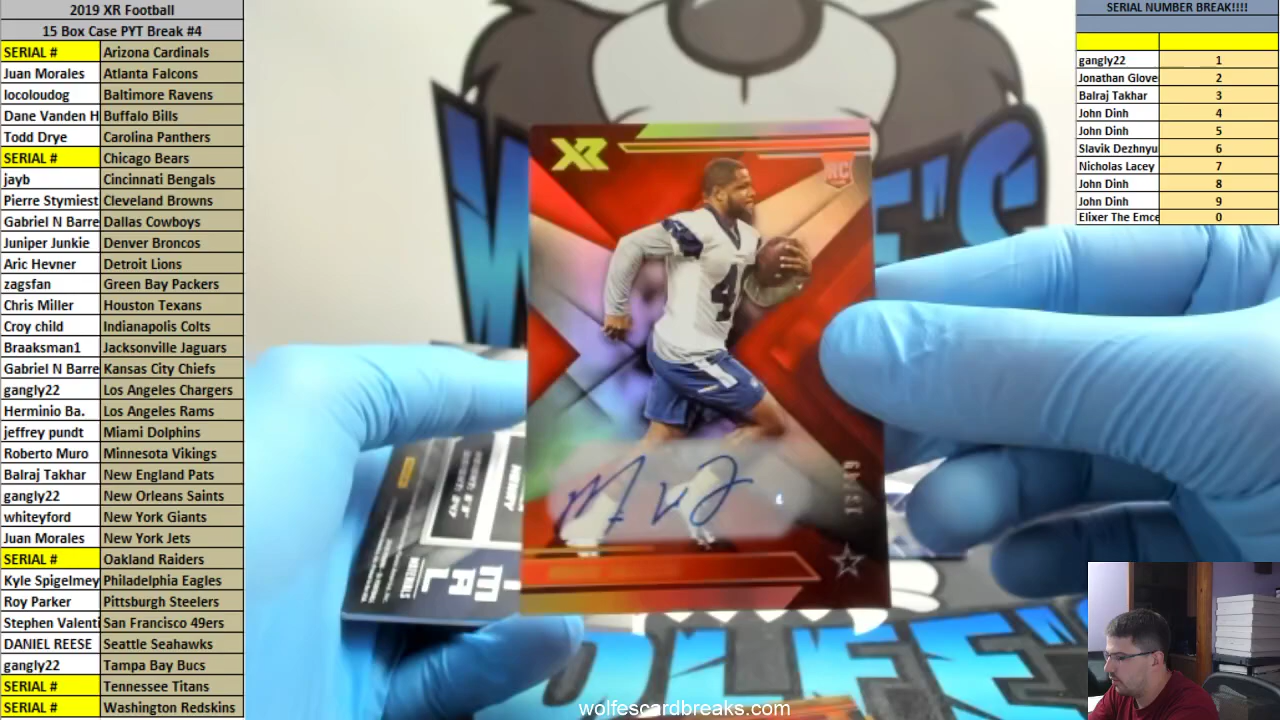 2019 XR Football
15 Box Case PYT Break #4
SERIAL # Arizona Cardinals
Juan Morales Atlanta Falcons
locoloudog Baltimore Ravens
Dane Vanden H Buffalo Bills
Todd Drye Carolina Panthers
SERIAL # Chicago Bears
jayb Cincinnati Bengals
Pierre Stymiest Cleveland Browns
Gabriel N Barre Dallas Cowboys
Juniper Junkie Denver Broncos
Aric Hevner Detroit Lions
zagsfan Green Bay Packers
Chris Miller Houston Texans
Croy child Indianapolis Colts
Braaksman1 Jacksonville Jaguars
Gabriel N Barre Kansas City Chiefs
gangly22 Los Angeles Chargers
Herminio Ba. Los Angeles Rams
jeffrey pundt Miami Dolphins
Roberto Muro Minnesota Vikings
Balraj Takhar New England Pats
gangly22 New Orleans Saints
whiteyford New York Giants
Juan Morales New York Jets
SERIAL # Oakland Raiders
Kyle Spigelmey Philadelphia Eagles
Roy Parker Pittsburgh Steelers
Stephen Valenti San Francisco 49ers
DANIEL REESE Seattle Seahawks
gangly22 Tampa Bay Bucs
SERIAL # Tennessee Titans
SERIAL # Washington Redskins
XR
RC
4
WOLFE'S
wolfescardbreaks.com
SERIAL NUMBER BREAK!!!!
gangly22 1
Jonathan Glove 2
Balraj Takhar 3
John Dinh 4
John Dinh 5
Slavik Dezhnyu 6
Nicholas Lacey 7
John Dinh 8
John Dinh 9
Elixer The Emce 0